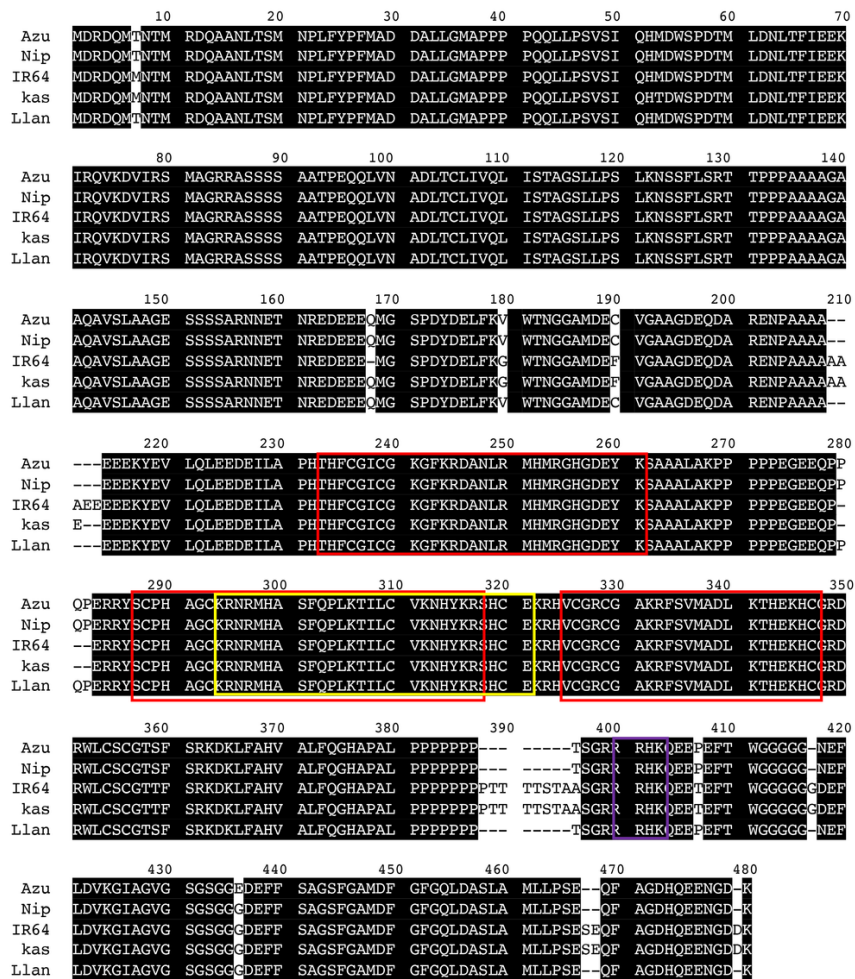 10 20 30 40 50 60 70
Azu MDRDQMTNTM RDQAANLTSM NPLFYPFMAD DALLGMAPPP PQQLLPSVSI QHMDWSPDTM LDNLTFIEEK
Nip MDRDQMTNTM RDQAANLTSM NPLFYPFMAD DALLGMAPPP PQQLLPSVSI QHMDWSPDTM LDNLTFIEEK
IR64 MDRDQMMNTM RDQAANLTSM NPLFYPFMAD DALLGMAPPP PQQLLPSVSI QHMDWSPDTM LDNLTFIEEK
kas MDRDQMMNTM RDQAANLTSM NPLFYPFMAD DALLGMAPPP PQQLLPSVSI QHTDWSPDTM LDNLTFIEEK
Llan MDRDQMTNTM RDQAANLTSM NPLFYPFMAD DALLGMAPPP PQQLLPSVSI QHMDWSPDTM LDNLTFIEEK
80 90 100 110 120 130 140
Azu IRQVKDVIRS MAGRRASSSS AATPEQQLVN ADLTCLIVQL ISTAGSLLPS LKNSSFLSRT TPPPAAAAGA
Nip IRQVKDVIRS MAGRRASSSS AATPEQQLVN ADLTCLIVQL ISTAGSLLPS LKNSSFLSRT TPPPAAAAGA
IR64 IRQVKDVIRS MAGRRASSSS AATPEQQLVN ADLTCLIVQL ISTAGSLLPS LKNSSFLSRT TPPPAAAAGA
kas IRQVKDVIRS MAGRRASSSS AATPEQQLVN ADLTCLIVQL ISTAGSLLPS LKNSSFLSRT TPPPAAAAGA
Llan IRQVKDVIRS MAGRRASSSS AATPEQQLVN ADLTCLIVQL ISTAGSLLPS LKNSSFLSRT TPPPAAAAGA
150 160 170 180 190 200 210
Azu AQAVSLAAGE SSSSSARNNET NREDEEEQMG SPDYDELFKV WTNGGAMDEC VGAAGDEQDA RENPAAAA--
Nip AQAVSLAAGE SSSSSARNNET NREDEEEQMG SPDYDELFKV WTNGGAMDEC VGAAGDEQDA RENPAAAA--
IR64 AQAVSLAAGE SSSSSARNNET NREDEEE-MG SPDYDELFKG WTNGGAMDEF VGAAGDEQDA RENPAAAAAA
kas AQAVSLAAGE SSSSSARNNET NREDEEEQMG SPDYDELFKG WTNGGAMDEF VGAAGDEQDA RENPAAAAAA
Llan AQAVSLAAGE SSSSSARNNET NREDEEEQMG SPDYDELFKV WTNGGAMDEC VGAAGDEQDA RENPAAAA--
220 230 240 250 260 270 280
Azu ---EEEKYEV LQLEEDEILA PHTHFCGICG KGFKRDANLR MHMRGHGDEY KSAAALAKPP PPPEGEEQPP
Nip ---EEEKYEV LQLEEDEILA PHTHFCGICG KGFKRDANLR MHMRGHGDEY KSAAALAKPP PPPEGEEQPP
IR64 AEEEEEKYEV LQLEEDEILA PHTHFCGICG KGFKRDANLR MHMRGHGDEY KSAAALAKPP PPPEGEEQPP
kas E--EEEKYEV LQLEEDEILA PHTHFCGICG KGFKRDANLR MHMRGHGDEY KSAAALAKPP PPPEGEEQPP
Llan ---EEEKYEV LQLEEDEILA PHTHFCGICG KGFKRDANLR MHMRGHGDEY KSAAALAKPP PPPEGEEQP-
290 300 310 320 330 340 350
Azu QPERRYSCPH AGCKRNRMHA SFQPLKTILC VKNHYKRSHC EKRHVCGRCG AKRFSVMADL KTHEKHCGRD
Nip QPERRYSCPH AGCKRNRMHA SFQPLKTILC VKNHYKRSHC EKRHVCGRCG AKRFSVMADL KTHEKHCGRD
IR64 --ERRYSCPH AGCKRNRMHA SFQPLKTILC VKNHYKRSHC EKRHVCGRCG AKRFSVMADL KTHEKHCGRD
kas --ERRYSCPH AGCKRNRMHA SFQPLKTILC VKNHYKRSHC EKRHVCGRCG AKRFSVMADL KTHEKHCGRD
Llan QPERRYSCPH AGCKRNRMHA SFQPLKTILC VKNHYKRSHC EKRHVCGRCG AKRFSVMADL KTHEKHCGRD
360 370 380 390 400 410 420
Azu RWLCSCGTSF SRKDKLFAHV ALFQGHAPAL PPPPPPP--- ------TSGRR RHKQEEPEFT WGGGGG-NEF
Nip RWLCSCGTSF SRKDKLFAHV ALFQGHAPAL PPPPPPP--- ------TSGRR RHKQEEPEFT WGGGGG-NEF
IR64 RWLCSCGTTF SRKDKLFAHV ALFQGHAPAL PPPPPPPPTT TTSTAASGRR RHKQEETEFT WGGGGGGDEF
kas RWLCSCGTTF SRKDKLFAHV ALFQGHAPAL PPPPPPPPTT TTSTAASGRR RHKQEETEFT WGGGGGGDEF
Llan RWLCSCGTSF SRKDKLFAHV ALFQGHAPAL PPPPPPP--- ------TSGRR RHKQEEPEFT WGGGGG-NEF
430 440 450 460 470 480
Azu LDVKGIAGVG SGSGGEDEFF SAGSFGAMDF GFGQLDASLA MLLPSE--QF AGDHQEENGD-K
Nip LDVKGIAGVG SGSGGGDEFF SAGSFGAMDF GFGQLDASLA MLLPSE--QF AGDHQEENGD-K
IR64 LDVKGIAGVG SGSGGGDEFF SAGSFGAMDF GFGQLDASLA MLLPSESEQF AGDHQEENGDDK
kas LDVKGIAGVG SGSGGGDEFF SAGSFGAMDF GFGQLDASLA MLLPSESEQF AGDHQEENGDDK
Llan LDVKGIAGVG SGSGGGDEFF SAGSFGAMDF GFGQLDASLA MLLPSE--QF AGDHQEENGD-K